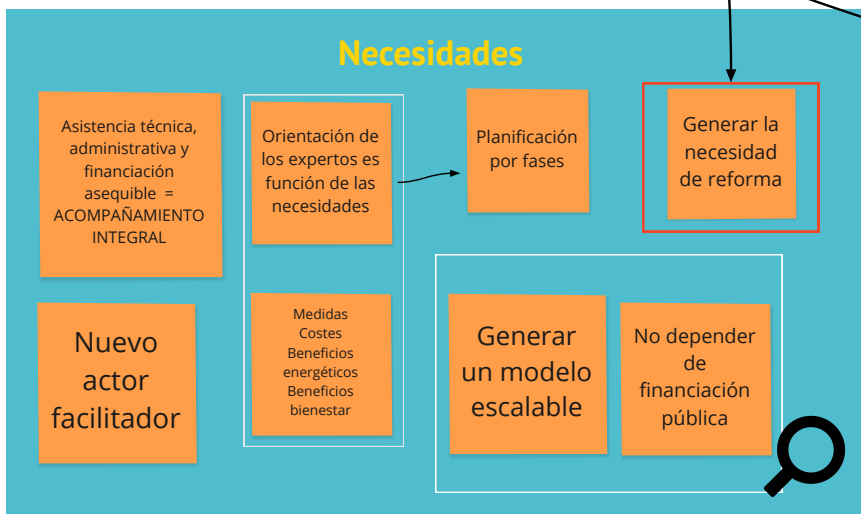 Necesidades
Asistencia técnica,
administrativa y
financiación
asequible =
ACOMPAÑAMIENTO
INTEGRAL
Orientación de
los expertos es
función de las
necesidades
Planificación
por fases
Generar la
necesidad
de reforma
Nuevo
actor
facilitador
Medidas
Costes
Beneficios
energéticos
Beneficios
bienestar
Generar
un modelo
escalable
No depender
de
financiación
pública